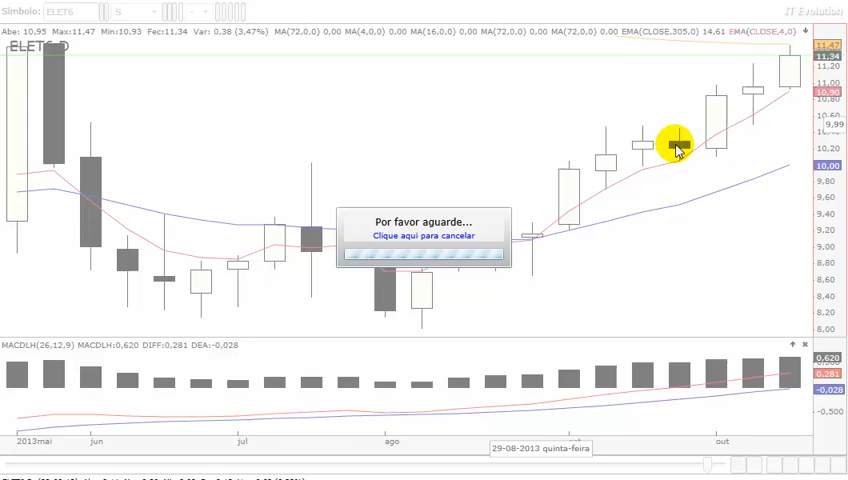 Símbolo: ELET6 S
IT Evolution
Abe: 10,95 Max:11,47 Min:10,93 Fec:11,34 Var: 0,38 (3,47%) MA(72,0,0) 0,00 MA(4,0,0) 0,00 MA(16,0,0) 0,00 MA(72,0,0) 0,00 MA(72,0,0) 0,00 EMA(CLOSE,305,0) 14,61 EMA(CLOSE,4,0)
ELET6 D
11,47
11,34
11,20
11,00
10,90
10,80
10,60
9,99
10,20
10,00
9,80
9,60
9,40
9,20
9,00
8,80
8,60
8,40
8,20
8,00
Por favor aguarde...
Clique aqui para cancelar
MACDLH(26,12,9) MACDLH:0,620 DIFF:0,281 DEA:-0,028
0,620
0,281
-0,028
-0,500
2013mai jun jul ago out
29-08-2013 quinta-feira